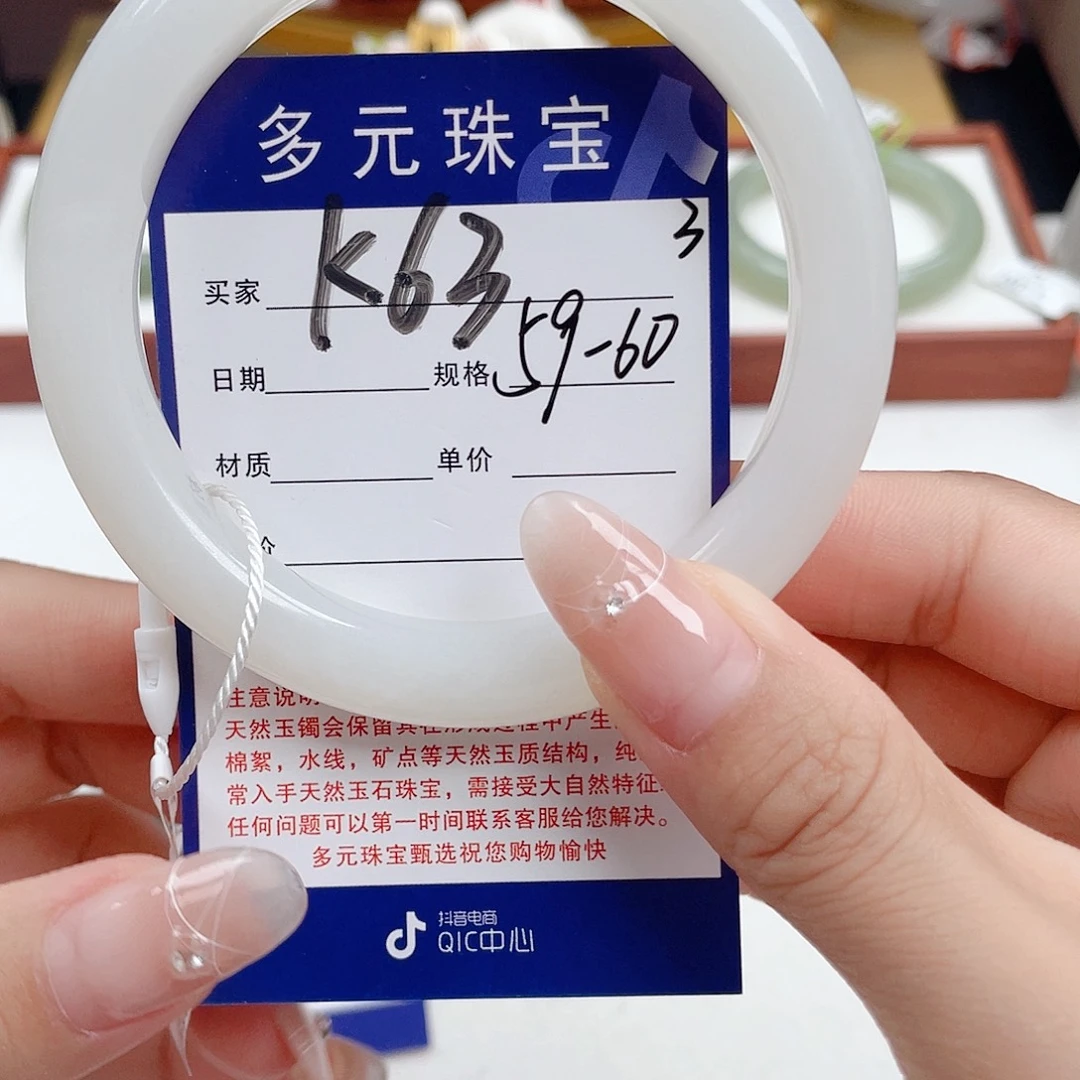 多元珠宝
3
买家 K63
日期 规格 59-60
材质 单价
注意说明
天然玉镯会保留其在形成过程中产生
棉絮，水线，矿点等天然玉质结构，纯
常入手天然玉石珠宝，需接受大自然特征
任何问题可以第一时间联系客服给您解决。
多元珠宝甄选祝您购物愉快
抖音电商
QIC中心